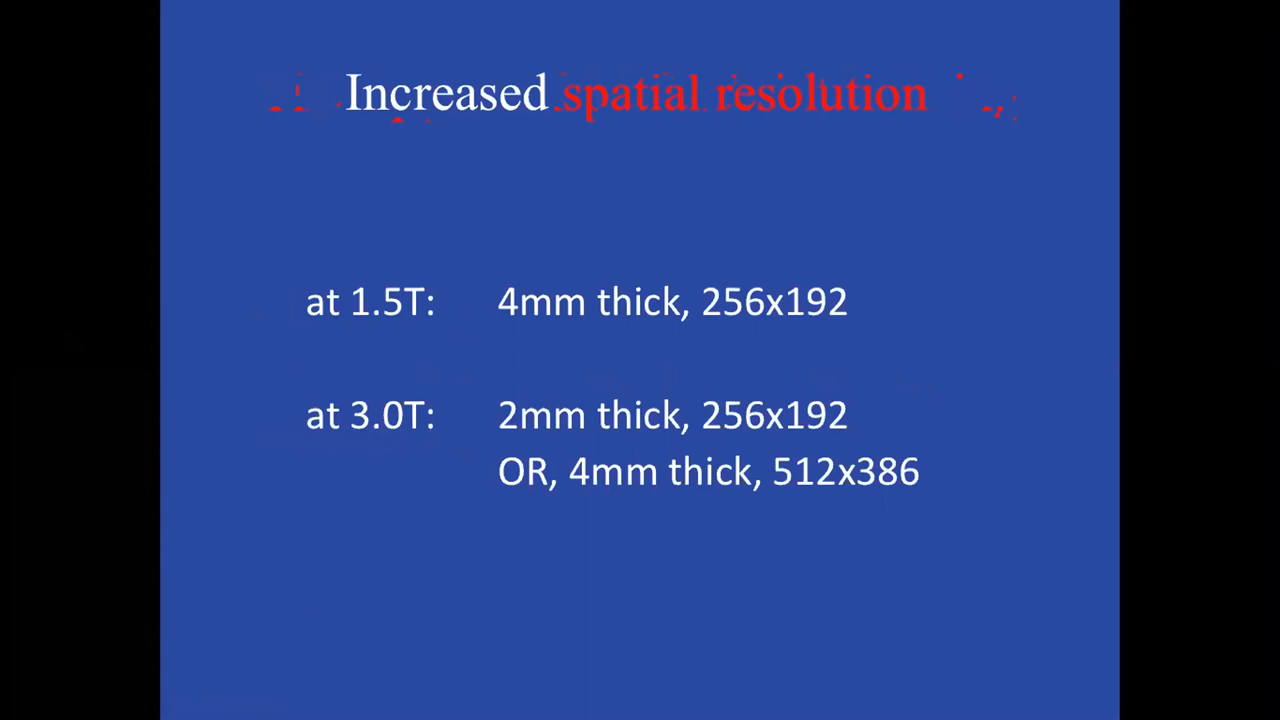 Increased spatial resolution
at 1.5T: 4mm thick, 256x192
at 3.0T: 2mm thick, 256x192
OR, 4mm thick, 512x386